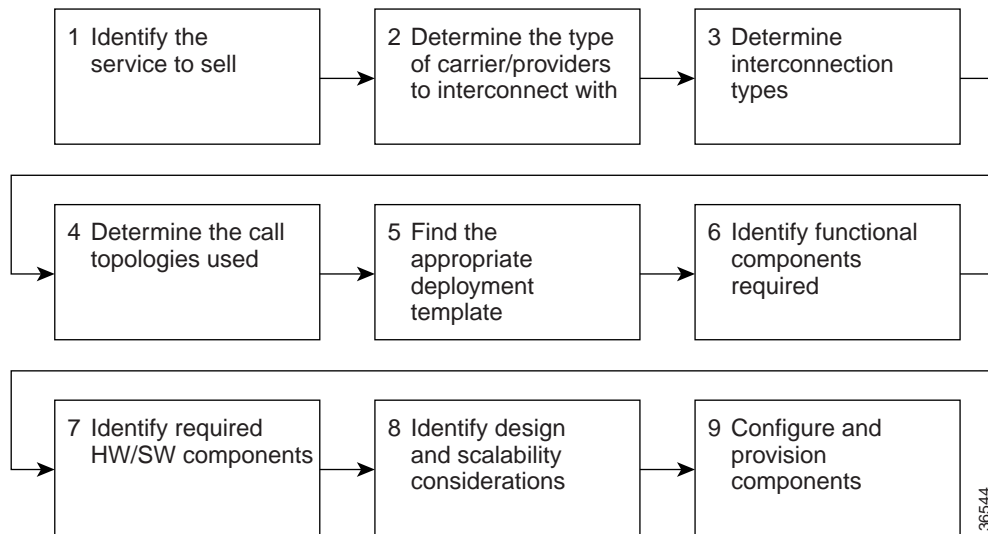 1 Identify the
service to sell
2 Determine the type
of carrier/providers
to interconnect with
3 Determine
interconnection
types
4 Determine the call
topologies used
5 Find the
appropriate
deployment
template
6 Identify functional
components
required
7 Identify required
HW/SW components
8 Identify design
and scalability
considerations
9 Configure and
provision
components
36544